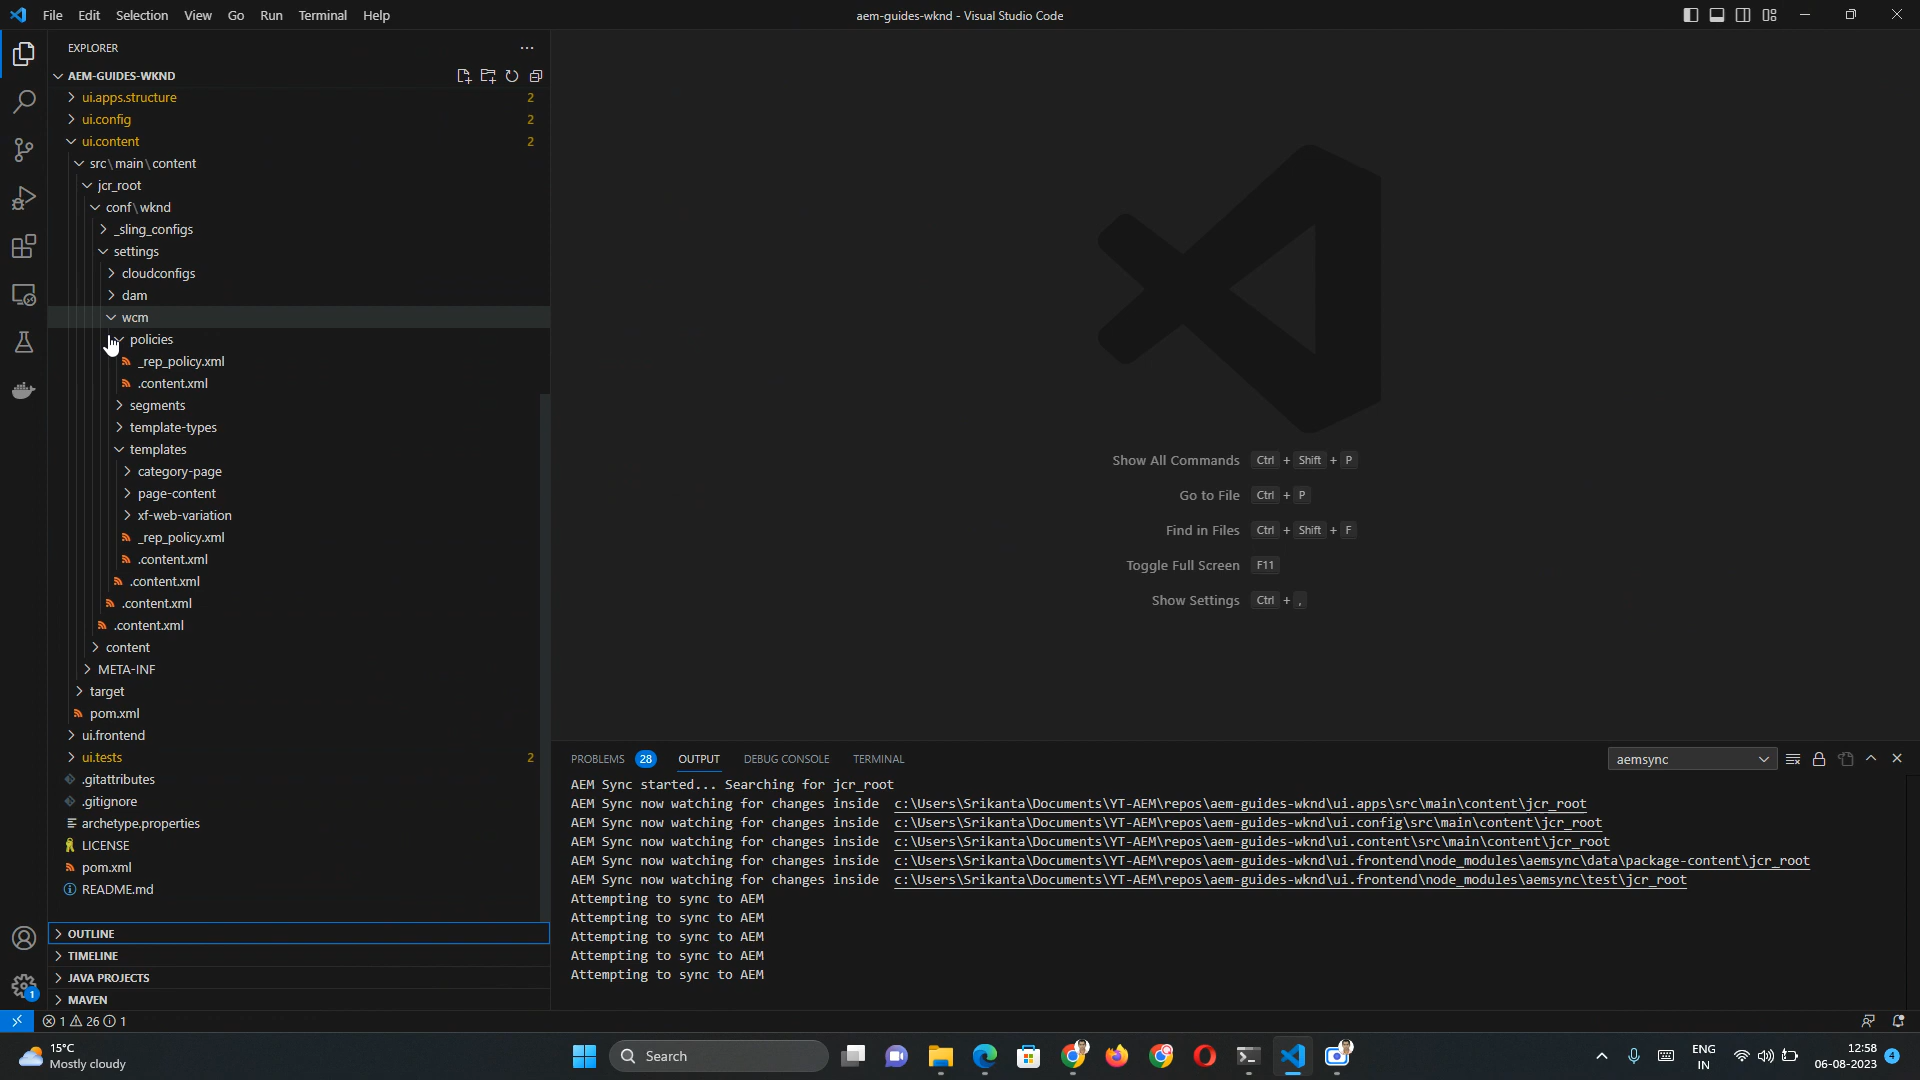 File Edit Selection View Go Run Terminal Help
aem-guides-wknd - Visual Studio Code
EXPLORER
AEM-GUIDES-WKND
ui.apps.structure 2
ui.config 2
ui.content 2
src\main\content
jcr_root
conf\wknd
_sling_configs
settings
cloudconfigs
dam
wcm
policies
_rep_policy.xml
.content.xml
segments
template-types
templates
category-page
page-content
xf-web-variation
_rep_policy.xml
.content.xml
.content.xml
.content.xml
.content.xml
content
META-INF
target
pom.xml
ui.frontend
ui.tests 2
.gitattributes
.gitignore
archetype.properties
LICENSE
pom.xml
README.md
OUTLINE
TIMELINE
JAVA PROJECTS
MAVEN
Show All Commands Ctrl + Shift + P
Go to File Ctrl + P
Find in Files Ctrl + Shift + F
Toggle Full Screen F11
Show Settings Ctrl + ,
PROBLEMS 28 OUTPUT DEBUG CONSOLE TERMINAL
aemsync
AEM Sync started... Searching for jcr_root
AEM Sync now watching for changes inside c:\Users\Srikanta\Documents\YT-AEM\repos\aem-guides-wknd\ui.apps\src\main\content\jcr_root
AEM Sync now watching for changes inside c:\Users\Srikanta\Documents\YT-AEM\repos\aem-guides-wknd\ui.config\src\main\content\jcr_root
AEM Sync now watching for changes inside c:\Users\Srikanta\Documents\YT-AEM\repos\aem-guides-wknd\ui.content\src\main\content\jcr_root
AEM Sync now watching for changes inside c:\Users\Srikanta\Documents\YT-AEM\repos\aem-guides-wknd\ui.frontend\node_modules\aemsync\data\package-content\jcr_root
AEM Sync now watching for changes inside c:\Users\Srikanta\Documents\YT-AEM\repos\aem-guides-wknd\ui.frontend\node_modules\aemsync\test\jcr_root
Attempting to sync to AEM
Attempting to sync to AEM
Attempting to sync to AEM
Attempting to sync to AEM
Attempting to sync to AEM
1
1 26 1
15°C
Mostly cloudy
Search
ENG
IN
12:58
06-08-2023
4